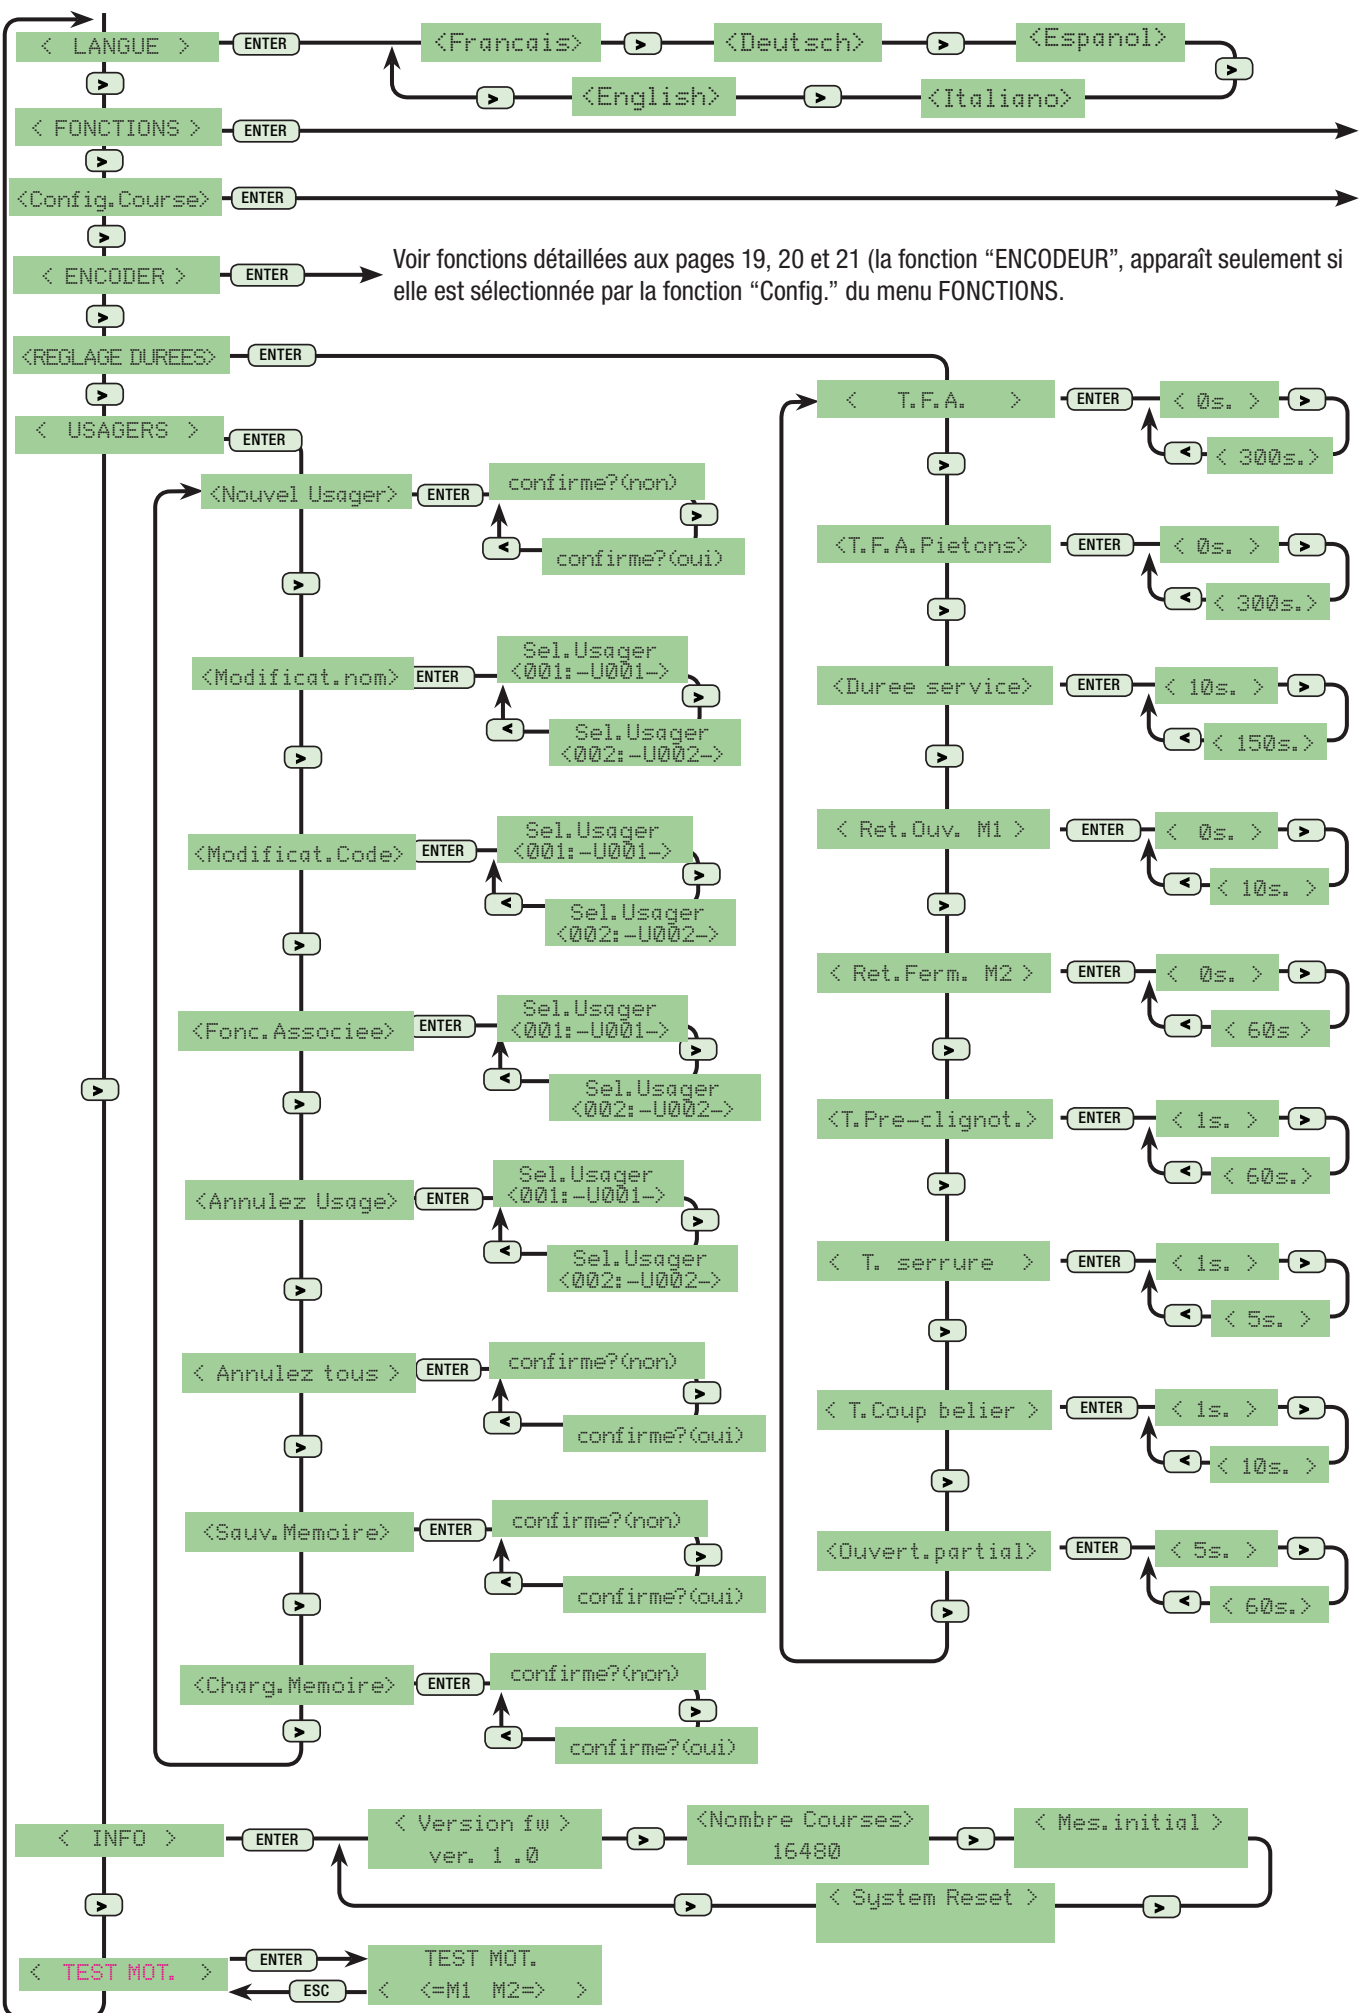 < LANGUE >
ENTER
<Francais>
>
<Deutsch>
>
<Espanol>
>
<Italiano>
>
<English>
>
>
< FONCTIONS >
ENTER
>
<Config.Course>
ENTER
>
< ENCODER >
ENTER
Voir fonctions détaillées aux pages 19, 20 et 21 (la fonction “ENCODEUR”, apparaît seulement si
elle est sélectionnée par la fonction “Config.” du menu FONCTIONS.
>
<REGLAGE DUREES>
ENTER
>
< USAGERS >
ENTER
>
<Nouvel Usager>
ENTER
confirme?(non)
>
<
confirme?(oui)
>
<Modificat.nom>
ENTER
Sel.Usager
<001:-U001->
>
<
Sel.Usager
<002:-U002->
>
<Modificat.Code>
ENTER
Sel.Usager
<001:-U001->
>
<
Sel.Usager
<002:-U002->
>
<Fonc.Associee>
ENTER
Sel.Usager
<001:-U001->
>
<
Sel.Usager
<002:-U002->
>
<Annulez Usage>
ENTER
Sel.Usager
<001:-U001->
>
<
Sel.Usager
<002:-U002->
>
< Annulez tous >
ENTER
confirme?(non)
>
<
confirme?(oui)
>
<Sauv.Memoire>
ENTER
confirme?(non)
>
<
confirme?(oui)
>
<Charg.Memoire>
ENTER
confirme?(non)
>
<
confirme?(oui)
>
< T.F.A. >
ENTER
< 0s. >
>
<
< 300s.>
>
<T.F.A.Pietons>
ENTER
< 0s. >
>
<
< 300s.>
>
<Duree service>
ENTER
< 10s. >
>
<
< 150s.>
>
< Ret.Ouv. M1 >
ENTER
< 0s. >
>
<
< 10s. >
>
< Ret.Ferm. M2 >
ENTER
< 0s. >
>
<
< 60s >
>
<T.Pre-clignot.>
ENTER
< 1s. >
>
<
< 60s.>
>
< T. serrure >
ENTER
< 1s. >
>
<
< 5s. >
>
< T.Coup belier >
ENTER
< 1s. >
>
<
< 10s. >
>
<Ouvert.partial>
ENTER
< 5s. >
>
<
< 60s.>
>
< INFO >
ENTER
< Version fw >
ver. 1 .0
>
<Nombre Courses>
16480
>
< Mes.initial >
>
< System Reset >
>
>
< TEST MOT. >
ENTER
ESC
TEST MOT.
< <=M1 M2=> >